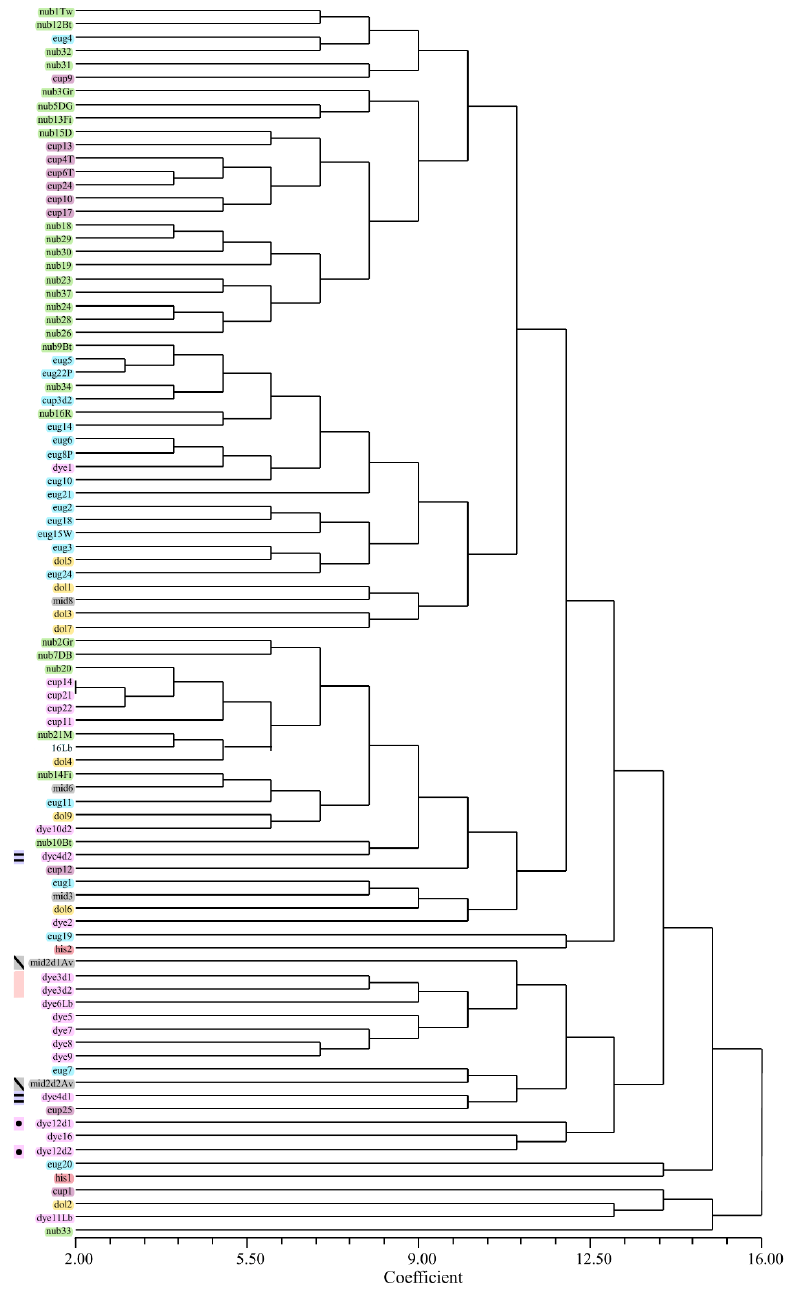 nub1Tw
nub12Bt
eug4
nub32
nub31
cup9
nub3Gr
nub5DG
nub13Fi
nub15D
cup13
cup4T
cup6T
cup24
cup10
cup17
nub18
nub29
nub30
nub19
nub23
nub37
nub24
nub28
nub26
nub9Bt
eug5
eug22P
nub34
cup3d2
nub16R
eug14
eug6
eug8P
dye1
eug10
eug21
eug2
eug18
eug15W
eug3
dol5
eug24
dol1
mid8
dol3
dol7
nub2Gr
nub7DB
nub20
cup14
cup21
cup22
cup11
nub21M
16Lb
dol4
nub14Fi
mid6
eug11
dol9
dye10d2
nub10Bt
dye4d2
cup12
eug1
mid3
dol6
dye2
eug19
his2
mid2d1Av
dye3d1
dye3d2
dye6Lb
dye5
dye7
dye8
dye9
eug7
mid2d2Av
dye4d1
cup25
dye12d1
dye16
dye12d2
eug20
his1
cup1
dol2
dye11Lb
nub33
2.00 5.50 9.00 12.50 16.00
Coefficient